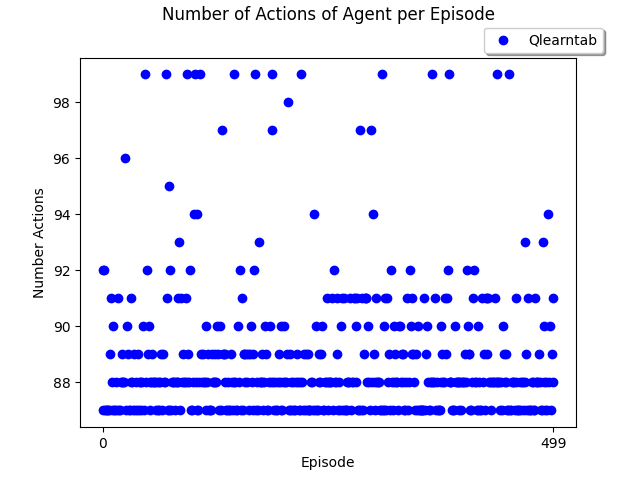 Number of Actions of Agent per Episode
Qlearntab
98
96
94
92
90
88
Number Actions
0
499
Episode